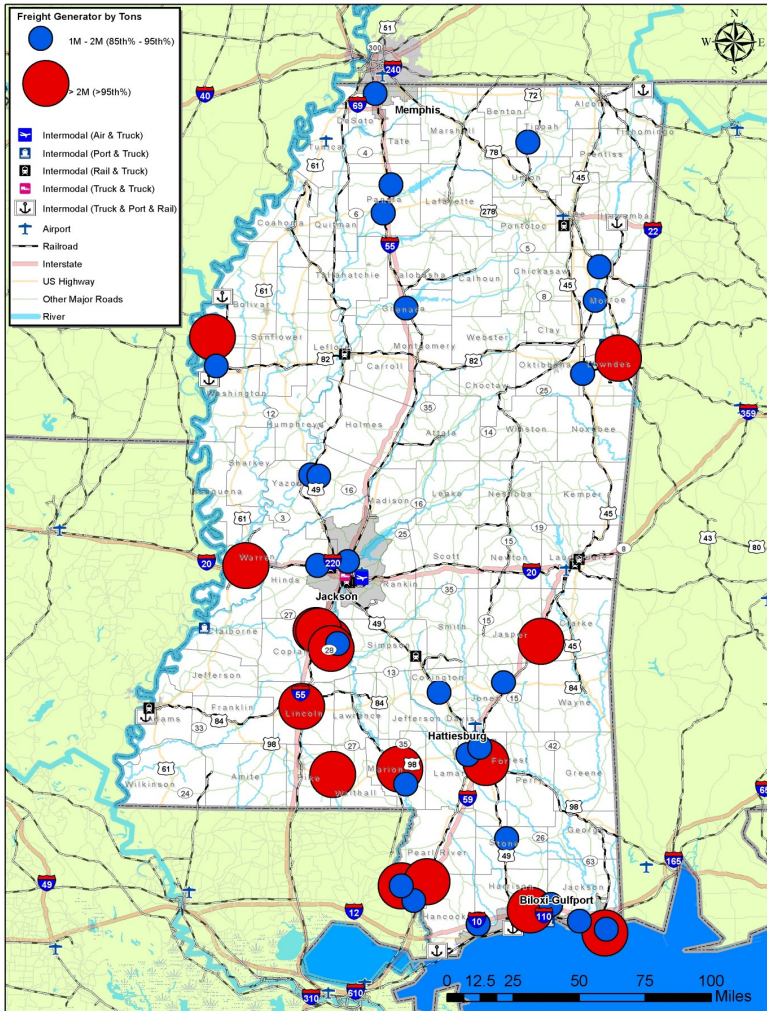 Freight Generator by Tons
1M - 2M (85th% - 95th%)
> 2M (>95th%)
Intermodal (Air & Truck)
Intermodal (Port & Truck)
Intermodal (Rail & Truck)
Intermodal (Truck & Truck)
Intermodal (Truck & Port & Rail)
Airport
Railroad
Interstate
US Highway
Other Major Roads
River
N
W E
S
51
300
240
40
69
Memphis
72
Alcorn
Benton
DeSoto
Tippah
Tishomingo
Marshall
Tate
Tunica
4
61
78
Prentiss
Union
45
Panola
Lafayette
6
278
Pontotoc
22
Coahoma
Quitman
55
5
Tallahatchie
Yalobusha
Calhoun
Chickasaw
45
61
8
Monroe
Bolivar
Grenada
Clay
Sunflower
Leflore
Montgomery
Webster
82
Carroll
82
Oktibbeha
Lowndes
Washington
Choctaw
25
12
35
359
Humphreys
Holmes
Attala
14
Winston
Noxubee
Sharkey
Yazoo
49
16
Madison
Leake
16
Neshoba
Kemper
61
3
45
43
80
25
15
19
8
20
Warren
220
Scott
Newton
Lauderdale
20
Hinds
Rankin
Jackson
35
27
49
Smith
15
Clarke
Claiborne
Jasper
45
Copiah
28
Simpson
Jefferson
13
Covington
33
55
84
Jones
15
84
Adams
Franklin
Lincoln
Lawrence
Jefferson Davis
Wayne
84
98
Hattiesburg
27
35
42
61
Marion
98
Lamar
Forrest
Greene
Wilkinson
Amite
Pike
Perry
24
Walthall
59
98
65
Pearl River
26
George
Stone
49
63
165
49
Harrison
Jackson
Biloxi-Gulfport
12
Hancock
10
110
310
610
0 12.5 25 50 75 100
Miles